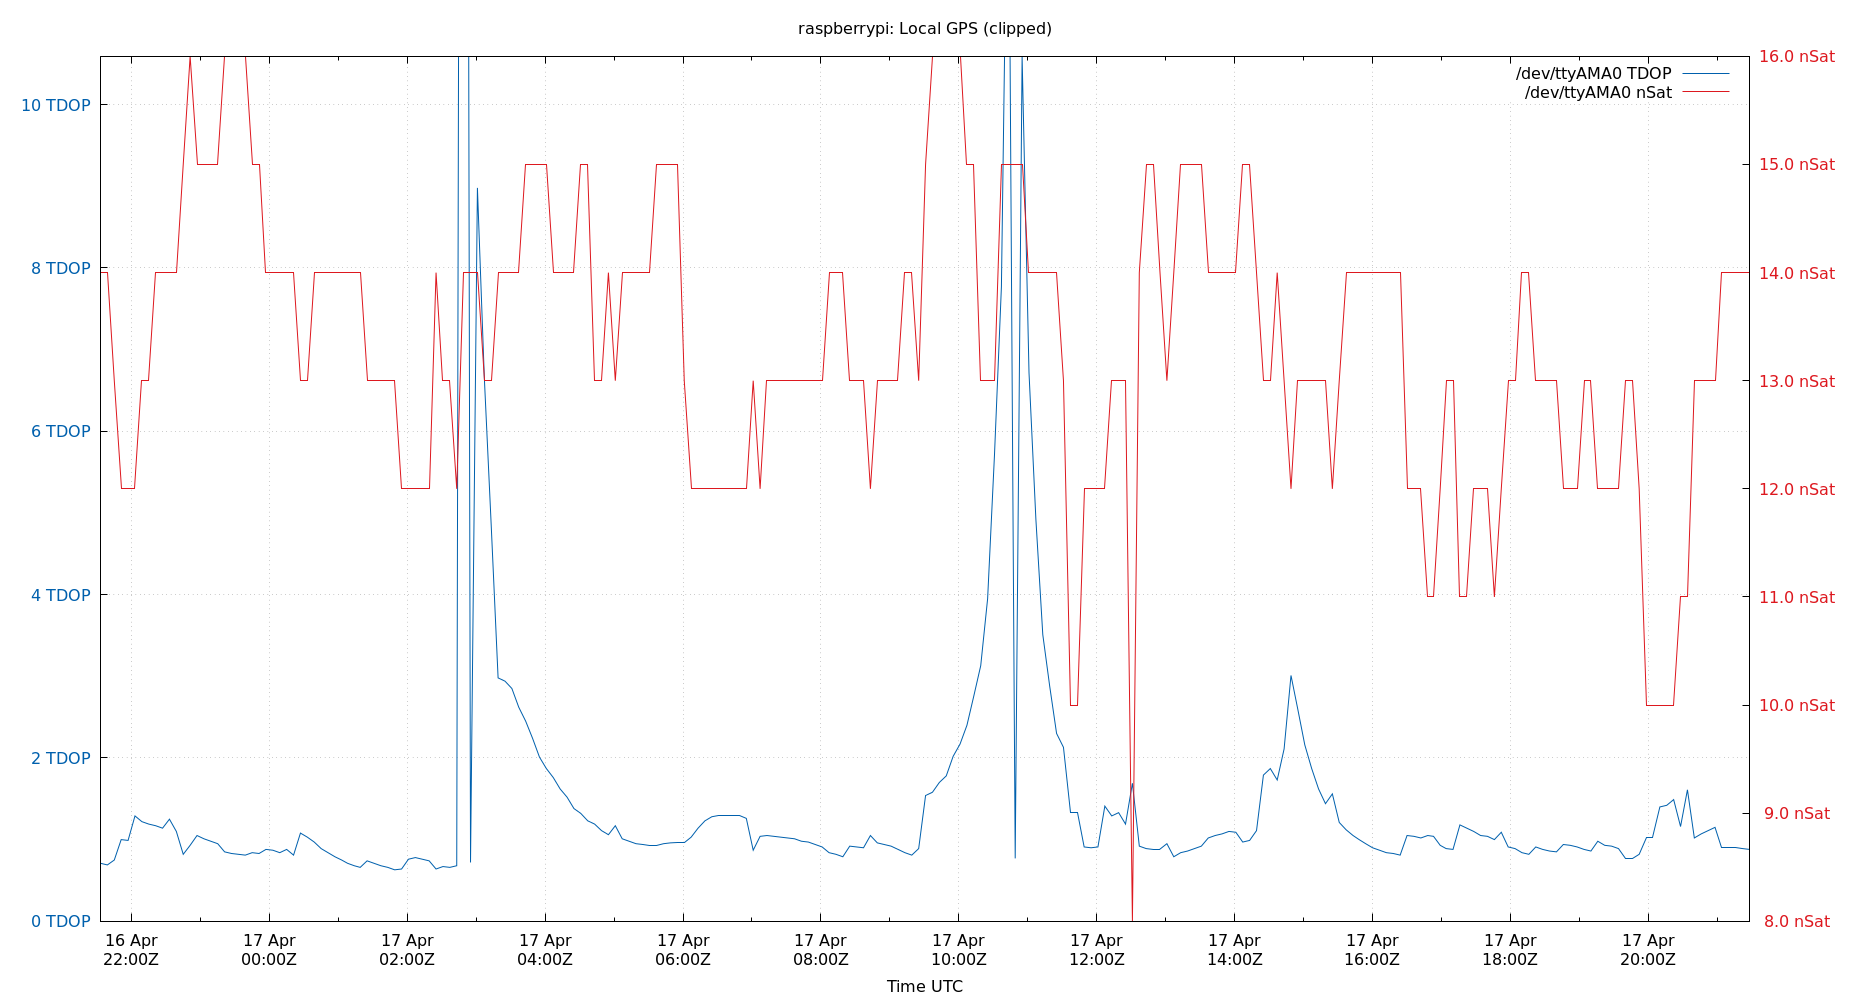 raspberrypi: Local GPS (clipped)
/dev/ttyAMA0 TDOP
/dev/ttyAMA0 nSat
10 TDOP
8 TDOP
6 TDOP
4 TDOP
2 TDOP
0 TDOP
16.0 nSat
15.0 nSat
14.0 nSat
13.0 nSat
12.0 nSat
11.0 nSat
10.0 nSat
9.0 nSat
8.0 nSat
16 Apr 17 Apr 17 Apr 17 Apr 17 Apr 17 Apr 17 Apr 17 Apr 17 Apr 17 Apr 17 Apr 17 Apr
22:00Z 00:00Z 02:00Z 04:00Z 06:00Z 08:00Z 10:00Z 12:00Z 14:00Z 16:00Z 18:00Z 20:00Z
Time UTC